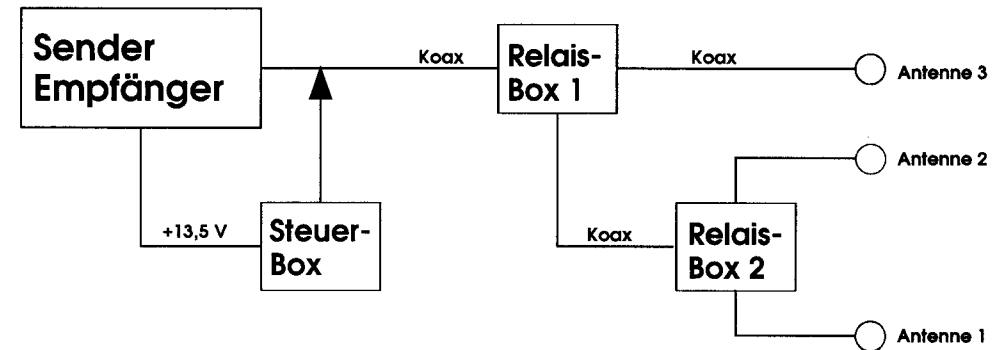 Sender
Empfänger
Koax
Relais-
Box 1
Koax
Antenne 3
Antenne 2
+13,5 V
Steuer-
Box
Koax
Relais-
Box 2
Antenne 1